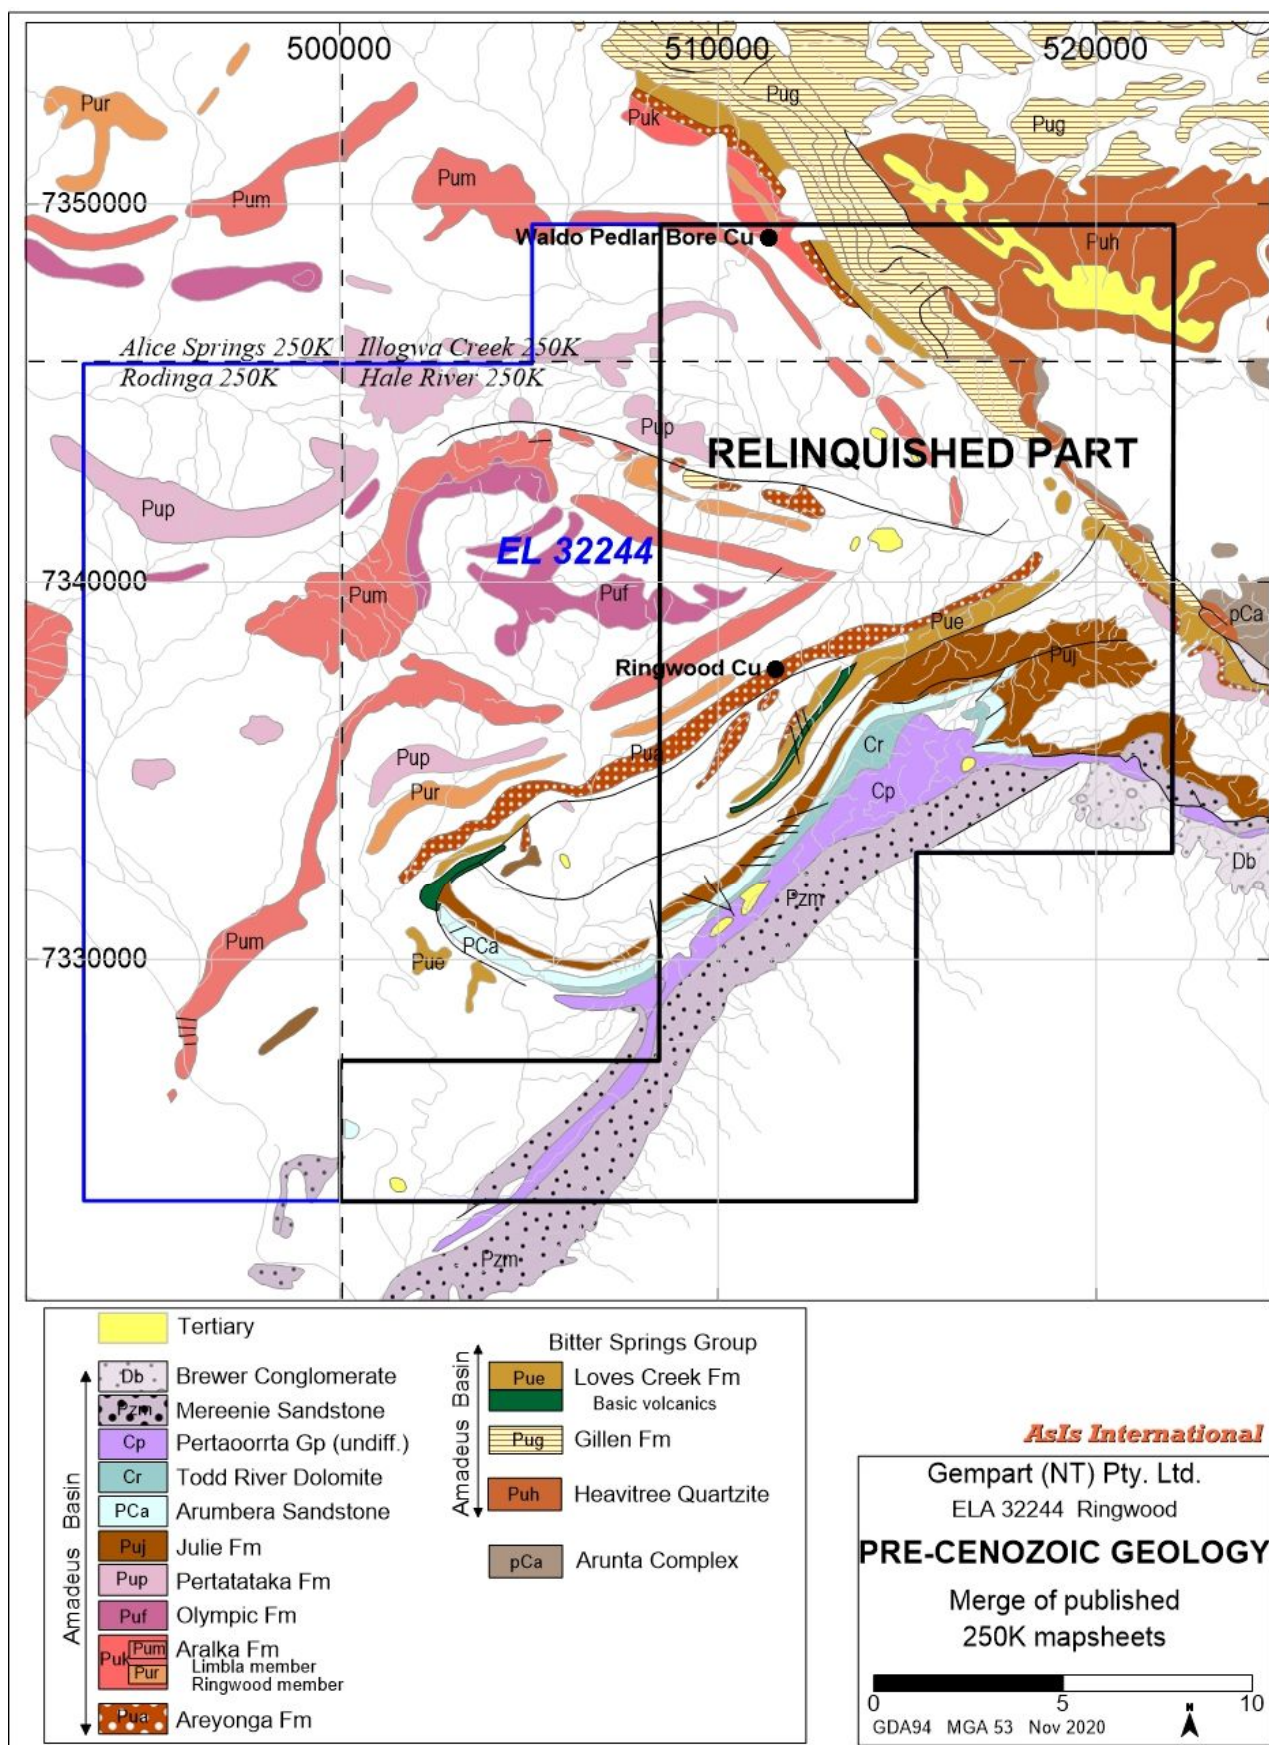 500000
510000
520000
Pur
Pug
Puk
Pug
Pum
Pum
7350000
Waldo Pedlar Bore Cu
Puh
Alice Springs 250K
Illogwa Creek 250K
Rodinga 250K
Hale River 250K
Pup
RELINQUISHED PART
Pup
EL 32244
7340000
Pum
Puf
pCa
Pue
Puj
Ringwood Cu
Pup
Pua
Cr
Pur
Cp
Db
Pzm
Pum
PCa
Pue
7330000
Pzm
Tertiary
Amadeus Basin
Db Brewer Conglomerate
Pzm Mereenie Sandstone
Cp Pertaoorrta Gp (undiff.)
Cr Todd River Dolomite
PCa Arumbera Sandstone
Puj Julie Fm
Pup Pertatataka Fm
Puf Olympic Fm
Puk Pum Aralka Fm
Limbla member
Pur Ringwood member
Pua Areyonga Fm
Bitter Springs Group
Amadeus Basin
Pue Loves Creek Fm
Basic volcanics
Pug Gillen Fm
Puh Heavitree Quartzite
pCa Arunta Complex
AsIs International
Gempart (NT) Pty. Ltd.
ELA 32244 Ringwood
PRE-CENOZOIC GEOLOGY
Merge of published
250K mapsheets
0 5 10
GDA94 MGA 53 Nov 2020
N